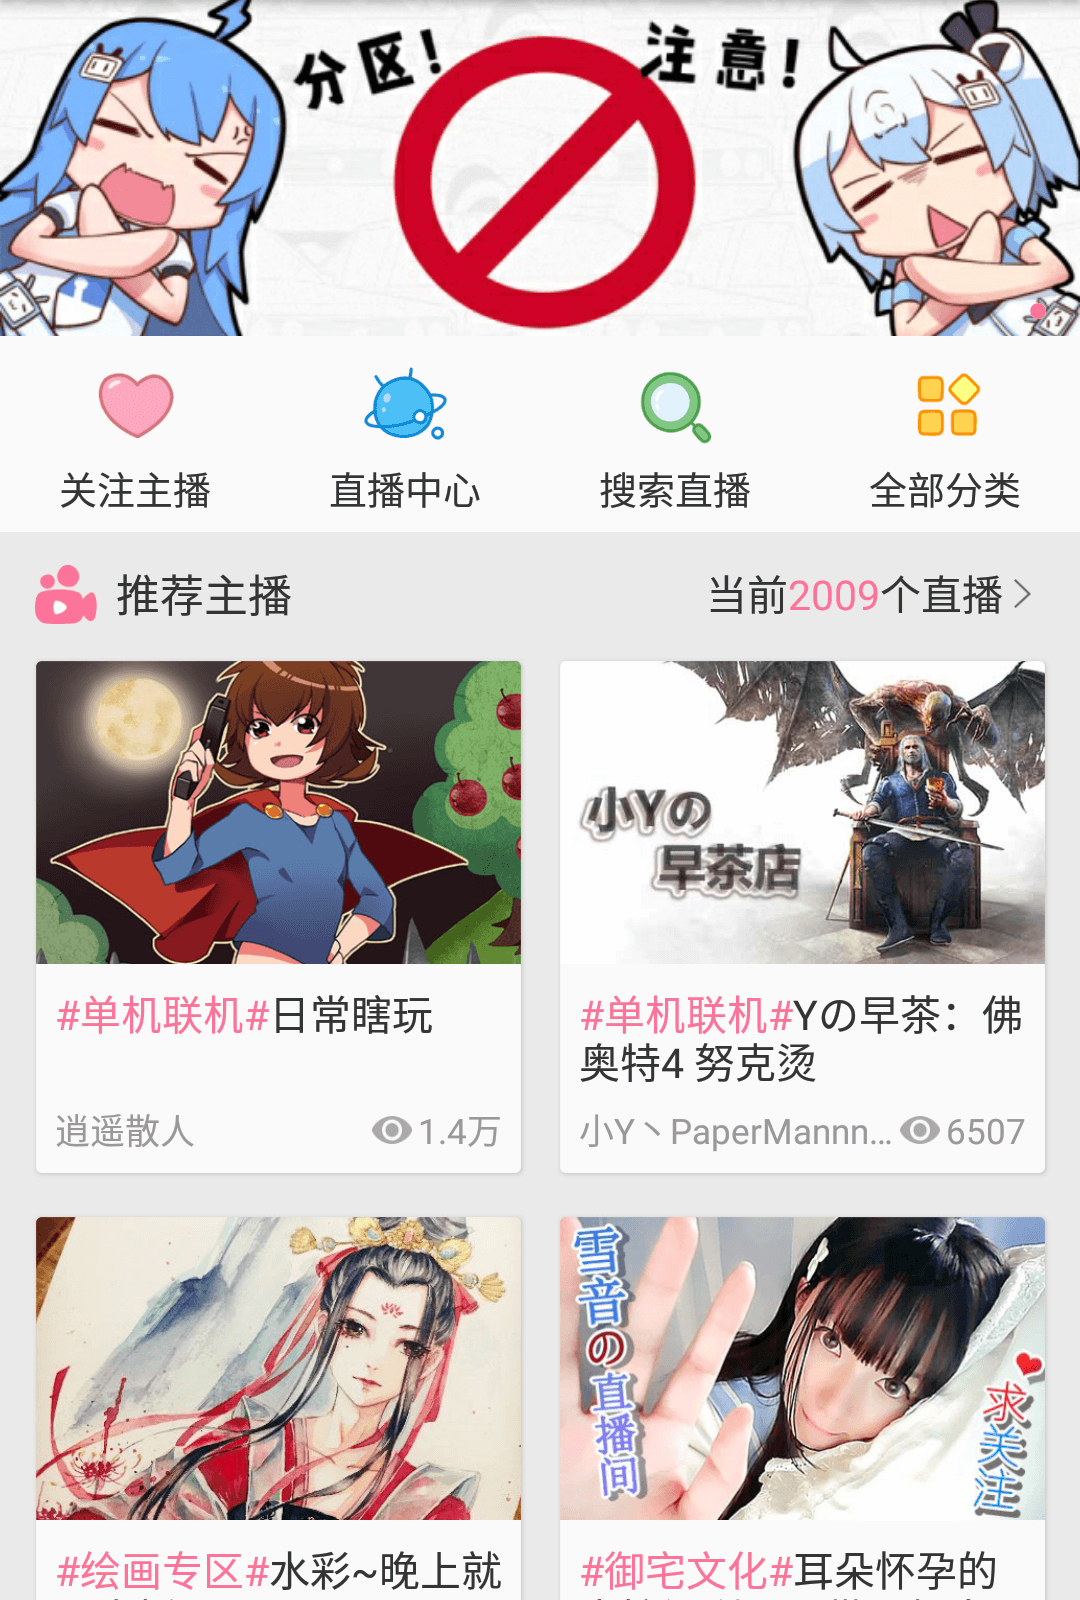 分区！ 注意！
关注主播 直播中心 搜索直播 全部分类
推荐主播 当前2009个直播
小Yの
早茶店
#单机联机#日常瞎玩
逍遥散人 1.4万
#单机联机#Yの早茶：佛
奥特4 努克烫
小Y丶PaperMannn... 6507
雪音の直播间
求关注
#绘画专区#水彩~晚上就
#御宅文化#耳朵怀孕的